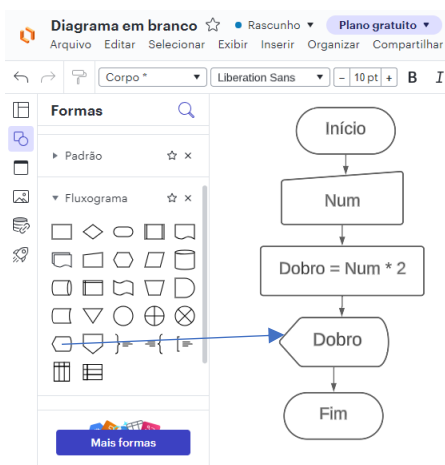 Diagrama em branco Rascunho Plano gratuito
Arquivo Editar Selecionar Exibir Inserir Organizar Compartilhar
Corpo * Liberation Sans - 10 pt + B I
Formas
Padrão
Fluxograma
Mais formas
Início
Num
Dobro = Num * 2
Dobro
Fim